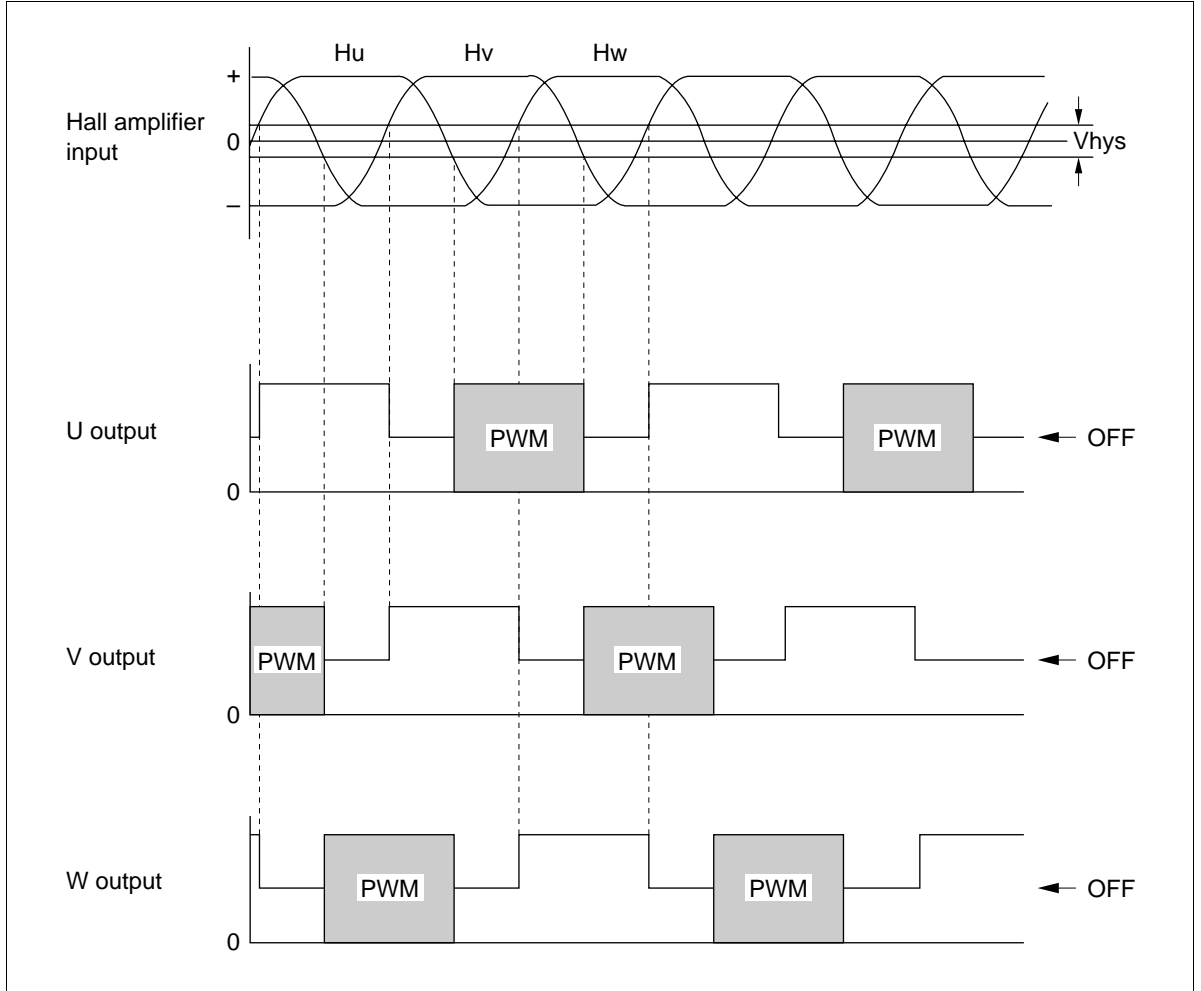 Hu Hv Hw
+
Hall amplifier
input
0
Vhys
–
U output
PWM
PWM
OFF
0
V output
PWM
PWM
OFF
0
W output
PWM
PWM
OFF
0